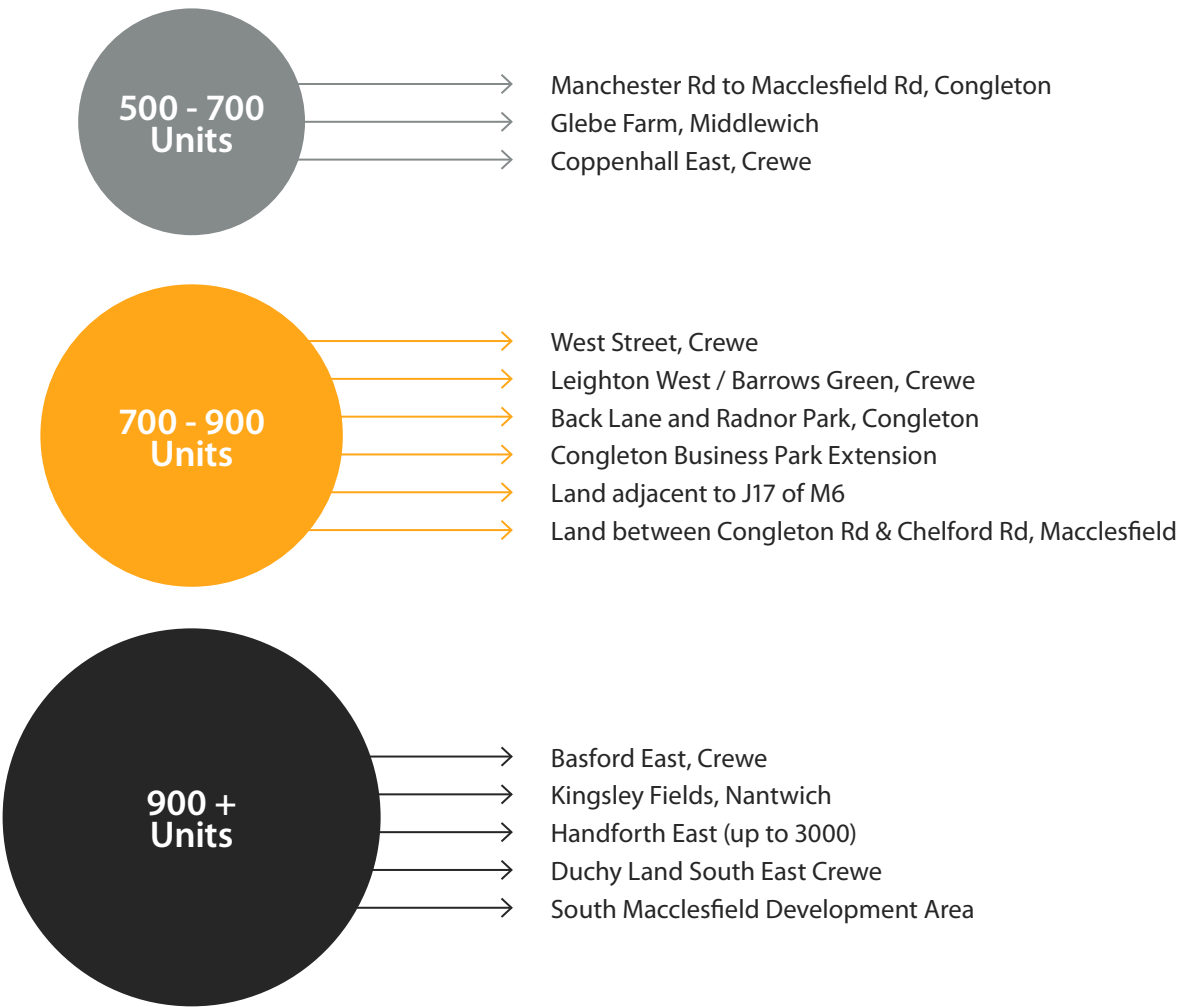 500 - 700
Units
Manchester Rd to Macclesfield Rd, Congleton
Glebe Farm, Middlewich
Coppenhall East, Crewe
700 - 900
Units
West Street, Crewe
Leighton West / Barrows Green, Crewe
Back Lane and Radnor Park, Congleton
Congleton Business Park Extension
Land adjacent to J17 of M6
Land between Congleton Rd & Chelford Rd, Macclesfield
900 +
Units
Basford East, Crewe
Kingsley Fields, Nantwich
Handforth East (up to 3000)
Duchy Land South East Crewe
South Macclesfield Development Area